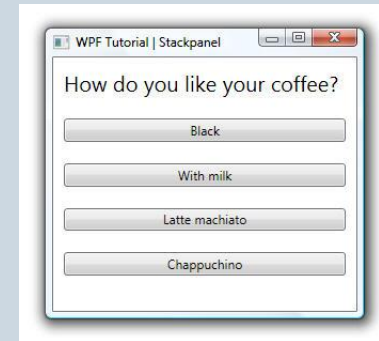 WPF Tutorial | Stackpanel
How do you like your coffee?
Black
With milk
Latte machiato
Chappuchino